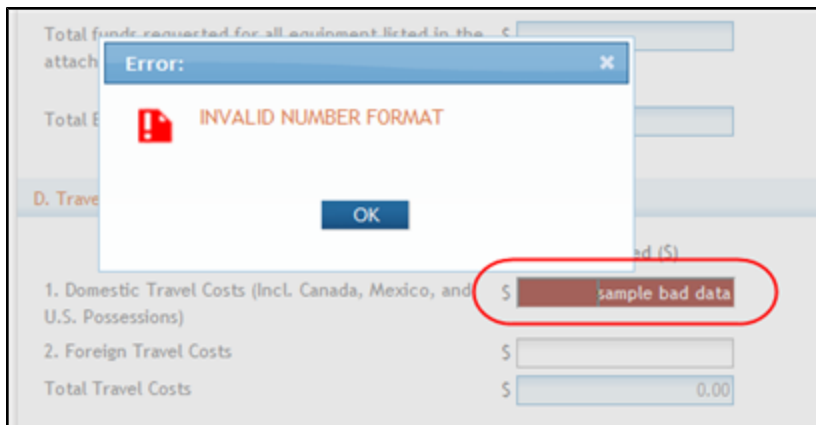 Total funds requested for all equipment listed in the $
attach
Error:
INVALID NUMBER FORMAT
Total E
OK
D. Trave
ed ($)
1. Domestic Travel Costs (Incl. Canada, Mexico, and $ sample bad data
U.S. Possessions)
2. Foreign Travel Costs $
Total Travel Costs $ 0.00